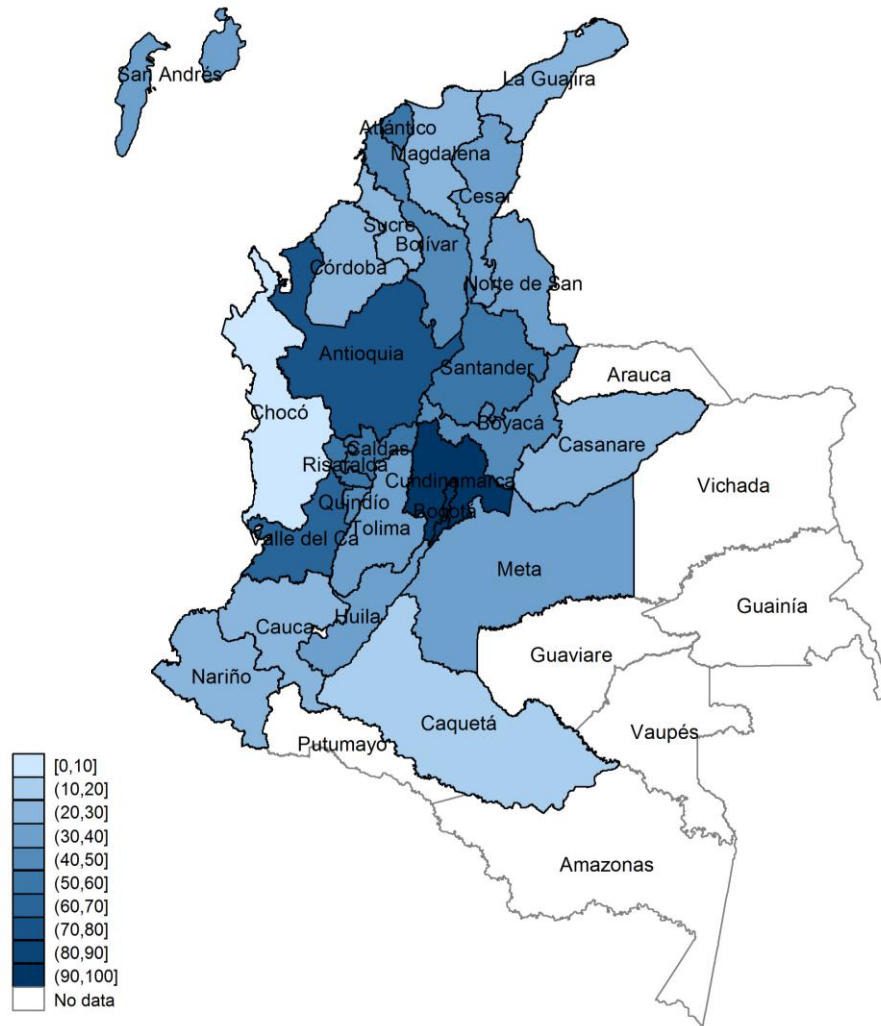 San Andrés
La Guajira
Atlántico
Magdalena
Cesar
Sucre
Bolívar
Córdoba
Norte de San
Antioquia
Santander
Arauca
Chocó
Boyacá
Casanare
Caldas
Risaralda
Cundinamarca
Vichada
Quindío
Bogotá
Tolima
Valle del Ca
Meta
Guainía
Huila
Cauca
Guaviare
Nariño
Caquetá
Vaupés
Putumayo
Amazonas
[0,10]
(10,20]
(20,30]
(30,40]
(40,50]
(50,60]
(60,70]
(70,80]
(80,90]
(90,100]
No data